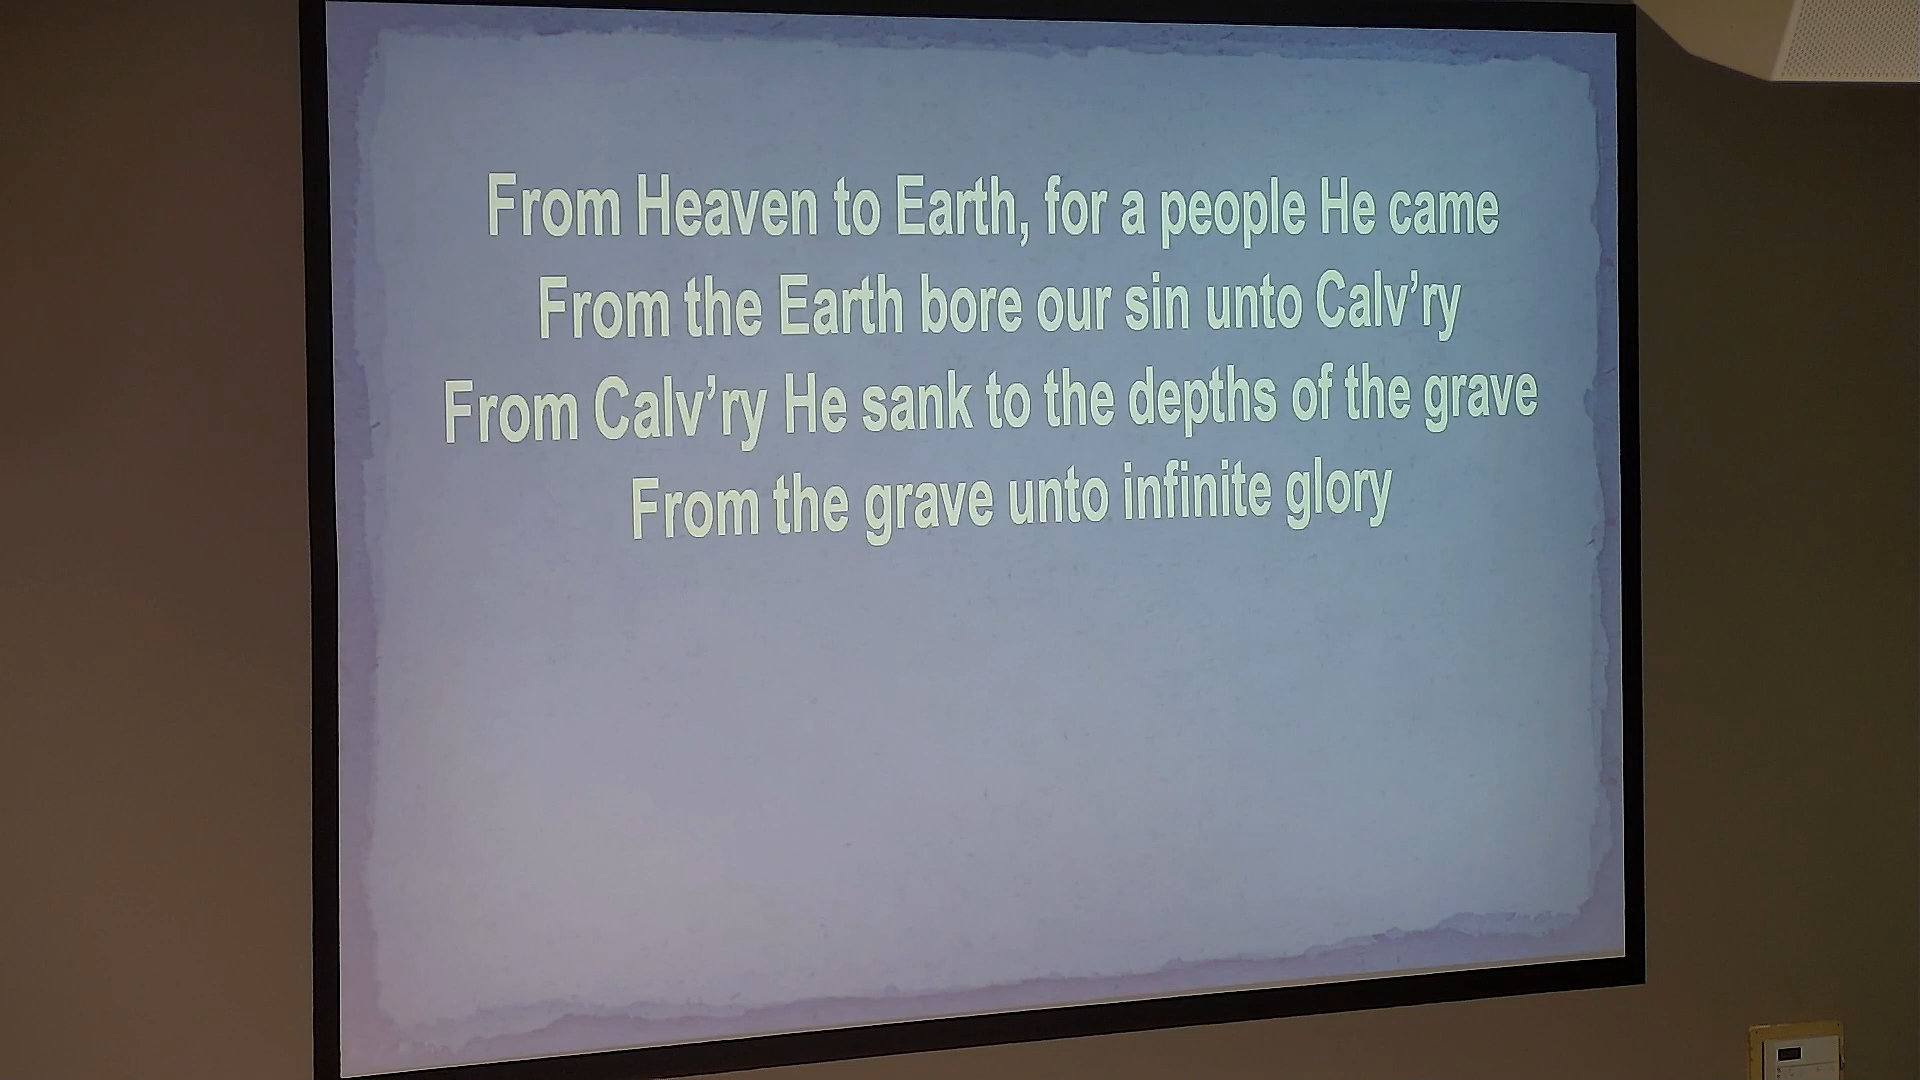 From Heaven to Earth, for a people He came
From the Earth bore our sin unto Calv’ry
From Calv’ry He sank to the depths of the grave
From the grave unto infinite glory